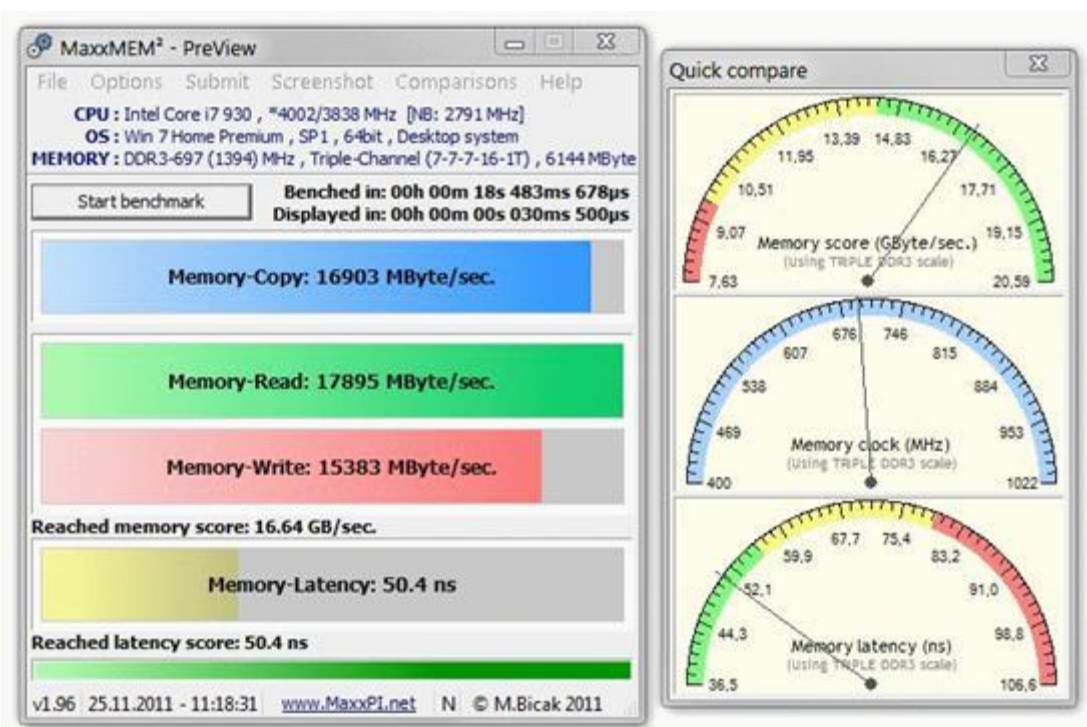 MaxxMEM² - PreView
File Options Submit Screenshot Comparisons Help
CPU : Intel Core i7 930 , *4002/3838 MHz [NB: 2791 MHz]
OS : Win 7 Home Premium , SP1 , 64bit , Desktop system
MEMORY : DDR3-697 (1394) MHz , Triple-Channel (7-7-7-16-1T) , 6144 MByte
Start benchmark
Benched in: 00h 00m 18s 483ms 678µs
Displayed in: 00h 00m 00s 030ms 500µs
Memory-Copy: 16903 MByte/sec.
Memory-Read: 17895 MByte/sec.
Memory-Write: 15383 MByte/sec.
Reached memory score: 16.64 GB/sec.
Memory-Latency: 50.4 ns
Reached latency score: 50.4 ns
v1.96 25.11.2011 - 11:18:31 www.MaxxPI.net N © M.Bicak 2011
Quick compare
7,63 9,07 10,51 11,95 13,39 14,83 16,27 17,71 19,15 20,59
Memory score (GByte/sec.)
(Using TRIPLE DDR3 scale)
400 469 538 607 676 746 815 884 953 1022
Memory clock (MHz)
(Using TRIPLE DDR3 scale)
36,5 44,3 52,1 59,9 67,7 75,4 83,2 91,0 98,8 106,6
Memory latency (ns)
(Using TRIPLE DDR3 scale)